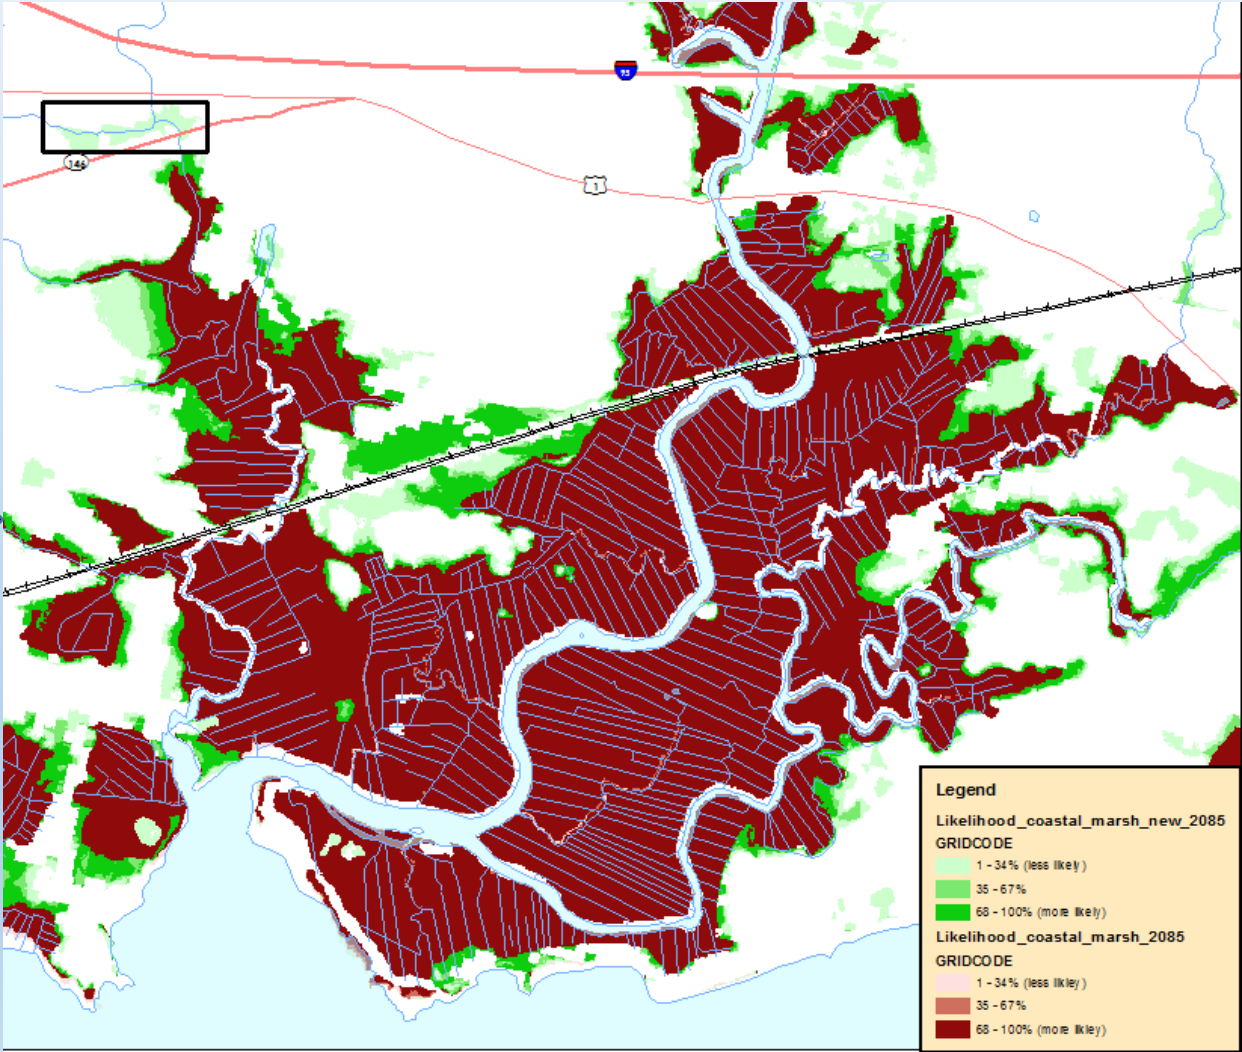 95
146
1
Legend
Likelihood_coastal_marsh_new_2085
GRIDCODE
1 - 34% (less likely)
35 - 67%
68 - 100% (more likely)
Likelihood_coastal_marsh_2085
GRIDCODE
1 - 34% (less likley)
35 - 67%
68 - 100% (more likley)